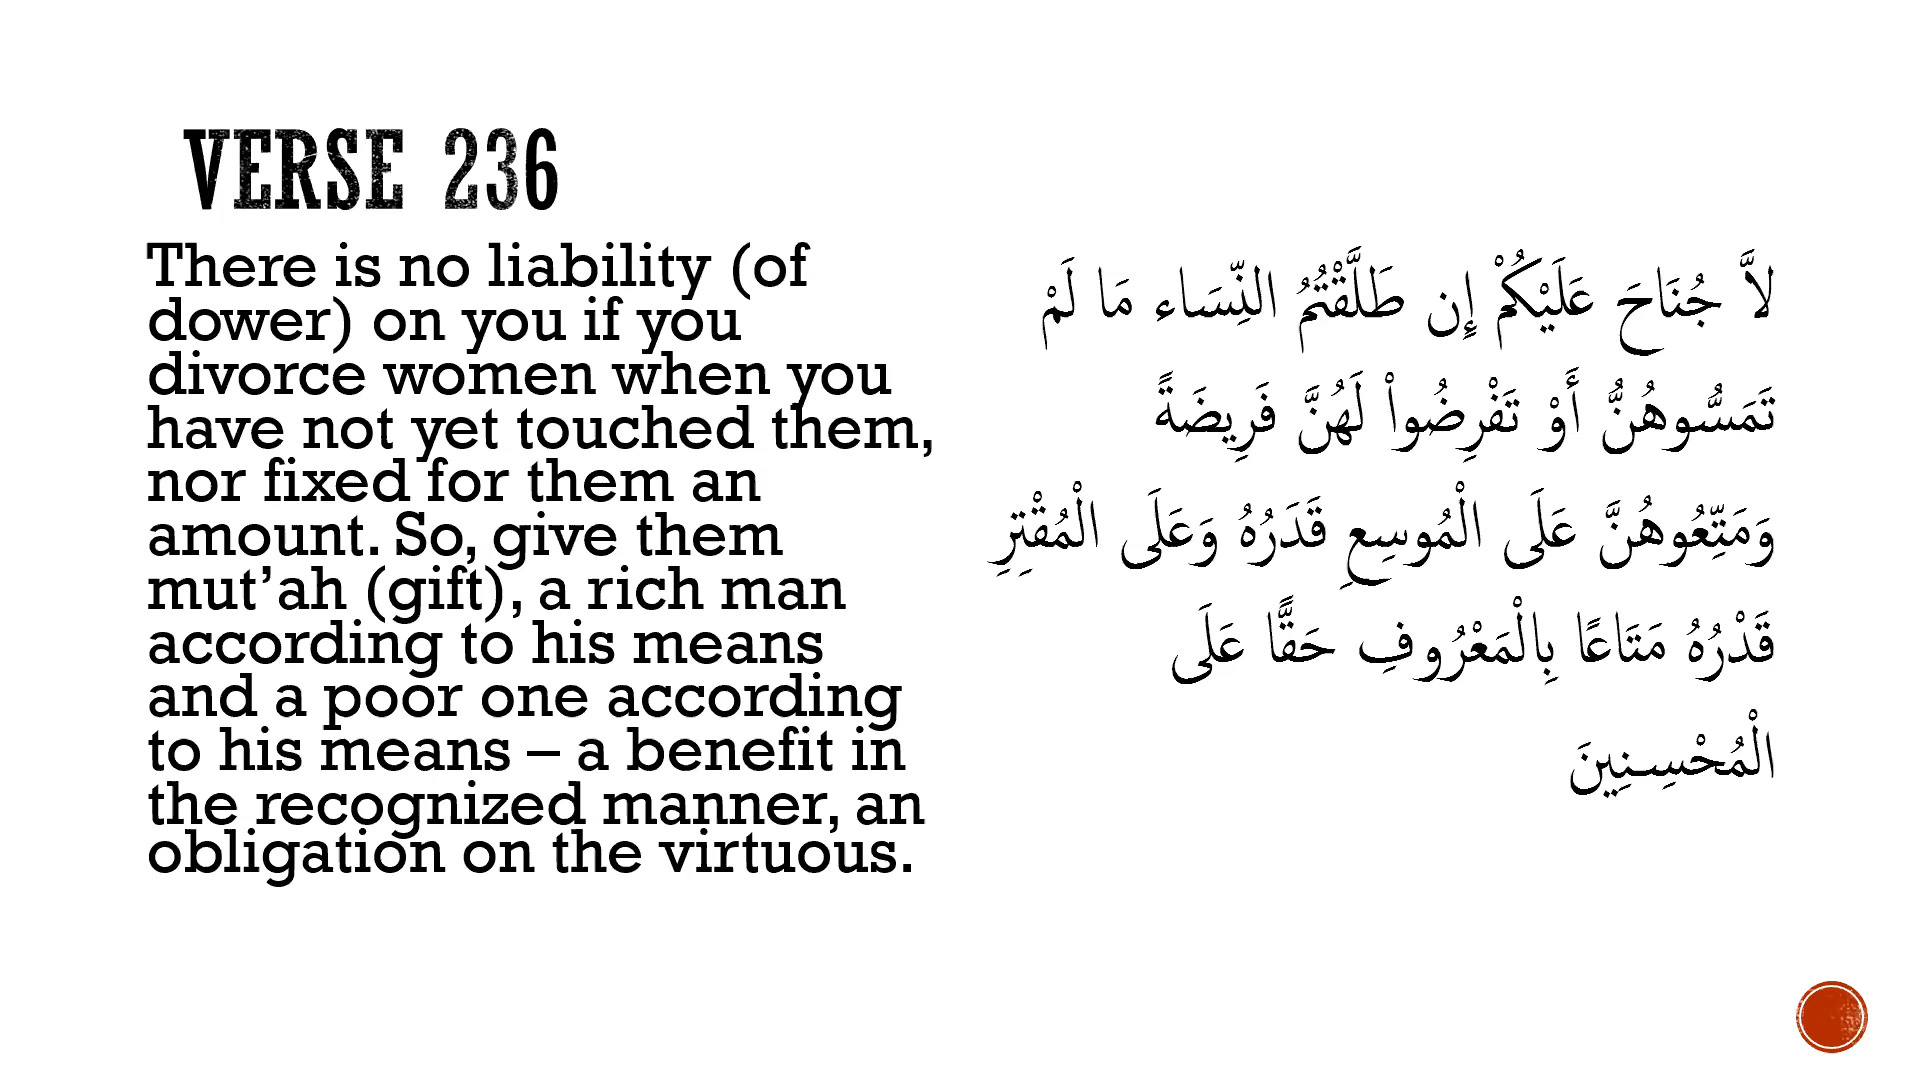 VERSE 236
There is no liability (of
dower) on you if you
divorce women when you
have not yet touched them,
nor fixed for them an
amount. So, give them
mut’ah (gift), a rich man
according to his means
and a poor one according
to his means – a benefit in
the recognized manner, an
obligation on the virtuous.
لاَّ جُنَاحَ عَلَيْكُمْ إِن طَلَّقْتُمُ النِّسَاء مَا لَمْ
تَمَسُّوهُنُّ أَوْ تَفْرِضُواْ لَهُنَّ فَرِيضَةً
وَمَتِّعُوهُنَّ عَلَى الْمُوسِعِ قَدَرُهُ وَعَلَى الْمُقْتِرِ
قَدْرُهُ مَتَاعًا بِالْمَعْرُوفِ حَقًّا عَلَى
الْمُحْسِنِينَ